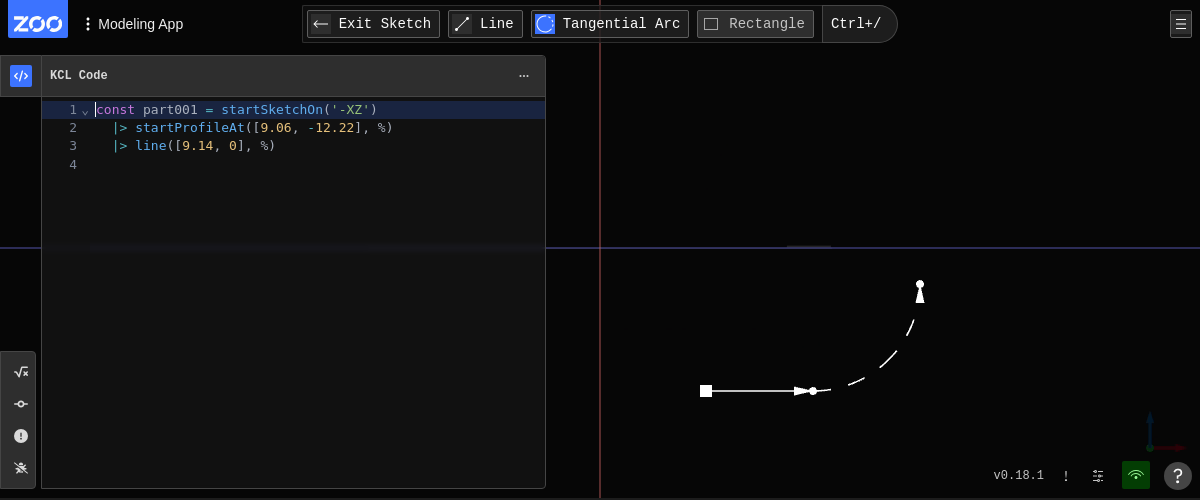 ZOO
Modeling App
Exit Sketch
Line
Tangential Arc
Rectangle
Ctrl+/
KCL Code
1 const part001 = startSketchOn('-XZ')
2 |> startProfileAt([9.06, -12.22], %)
3 |> line([9.14, 0], %)
4
v0.18.1
!
?